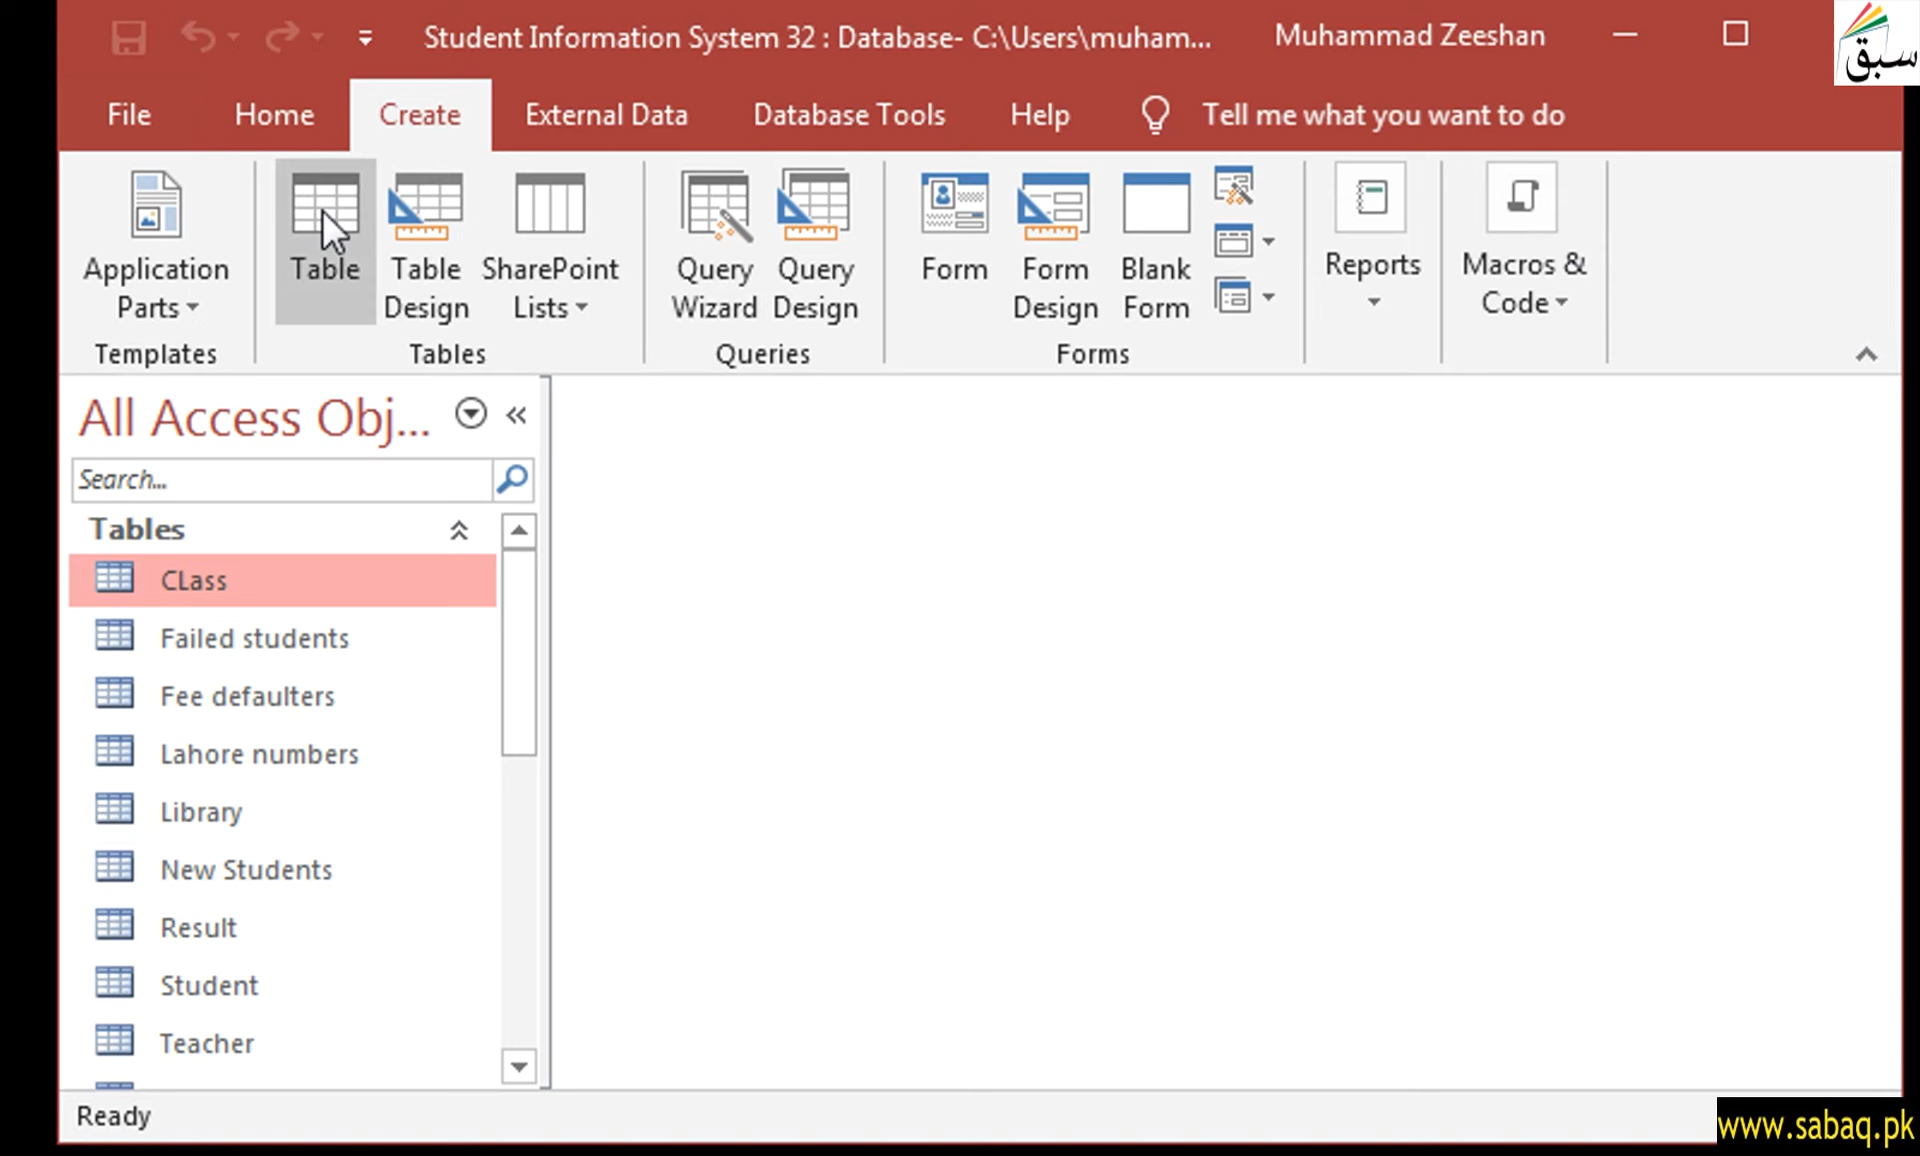 Student Information System 32 : Database- C:\Users\muham...
Muhammad Zeeshan
سبق
File Home Create External Data Database Tools Help Tell me what you want to do
Application Parts
Table
Table Design
SharePoint Lists
Query Wizard
Query Design
Form
Form Design
Blank Form
Reports
Macros & Code
Templates
Tables
Queries
Forms
All Access Obj...
Search...
Tables
CLass
Failed students
Fee defaulters
Lahore numbers
Library
New Students
Result
Student
Teacher
Ready
www.sabaq.pk